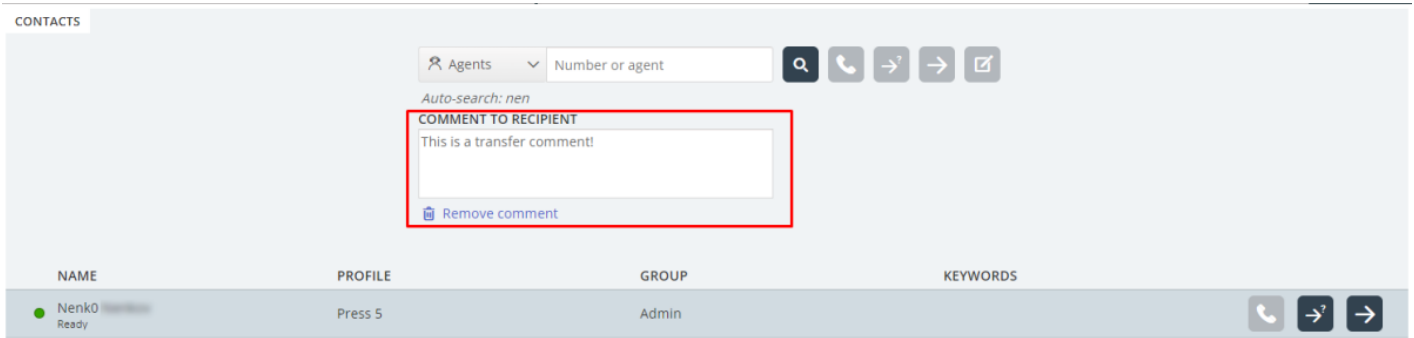 CONTACTS
Agents Number or agent
Auto-search: nen
COMMENT TO RECIPIENT
This is a transfer comment!
Remove comment
NAME PROFILE GROUP KEYWORDS
Nenk0 Press 5 Admin
Ready